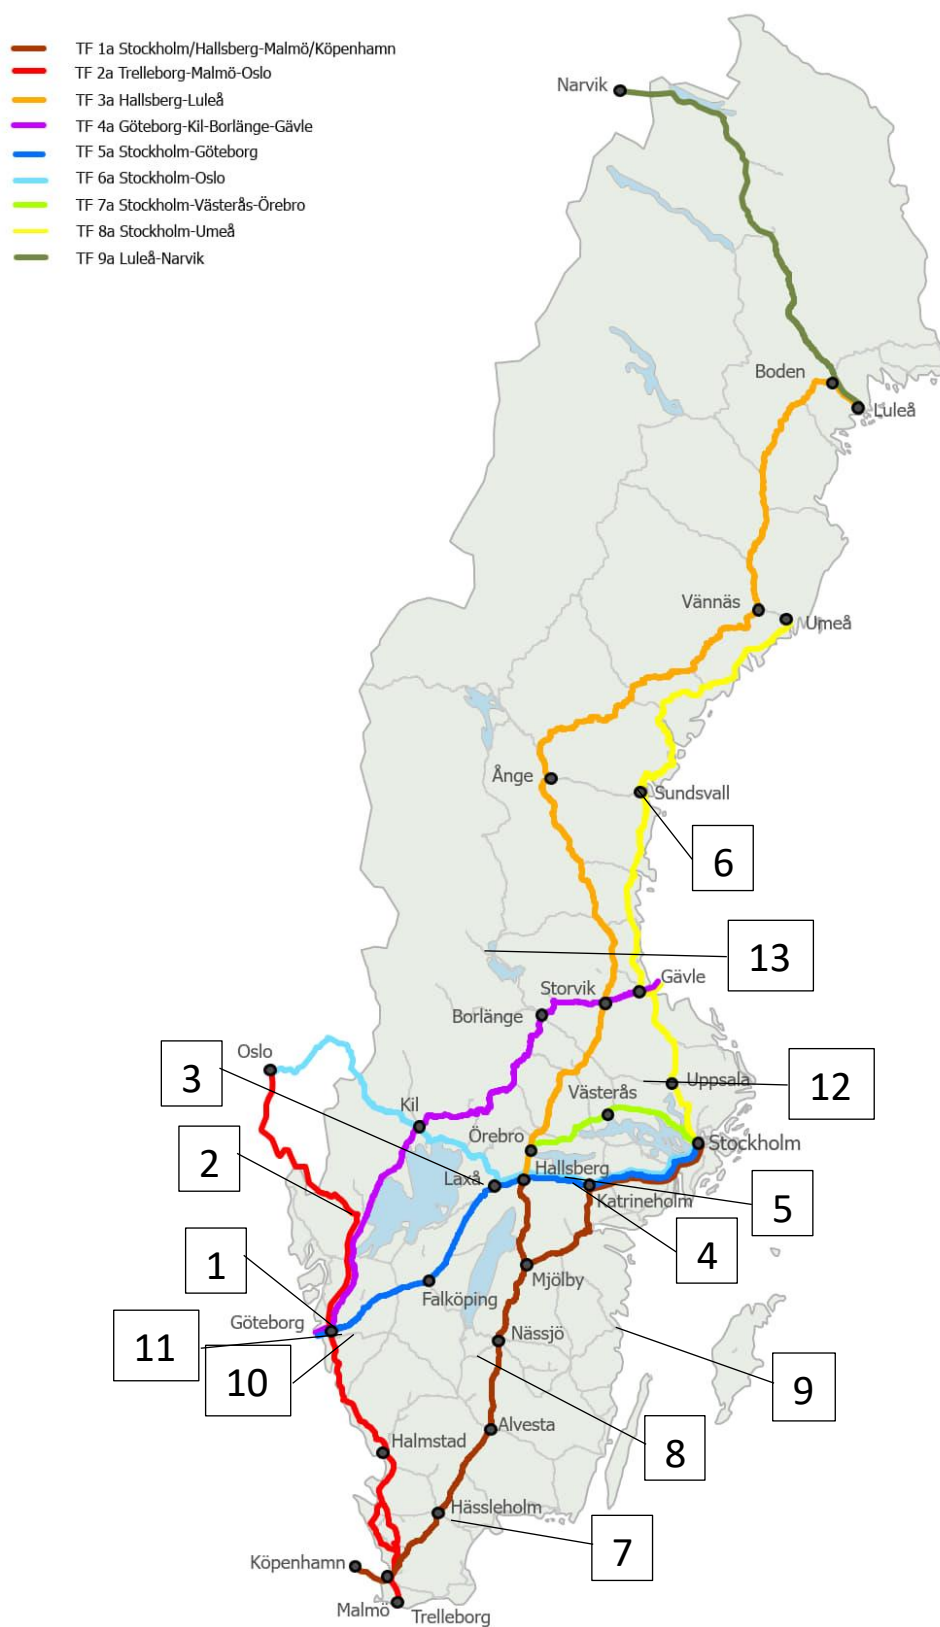 TF 1a Stockholm/Hallsberg-Malmö/Köpenhamn
TF 2a Trelleborg-Malmö-Oslo
TF 3a Hallsberg-Luleå
TF 4a Göteborg-Kil-Borlänge-Gävle
TF 5a Stockholm-Göteborg
TF 6a Stockholm-Oslo
TF 7a Stockholm-Västerås-Örebro
TF 8a Stockholm-Umeå
TF 9a Luleå-Narvik
Narvik
Boden
Luleå
Vännäs
Umeå
Ånge
Sundsvall
6
13
Gävle
Storvik
Borlänge
Oslo
3
Uppsala
12
Västerås
Kil
Örebro
Stockholm
2
Hallsberg
Laxå
Katrineholm
5
4
1
Mjölby
Falköping
Göteborg
11
Nässjö
10
9
Alvesta
8
Halmstad
Hässleholm
7
Köpenhamn
Malmö
Trelleborg